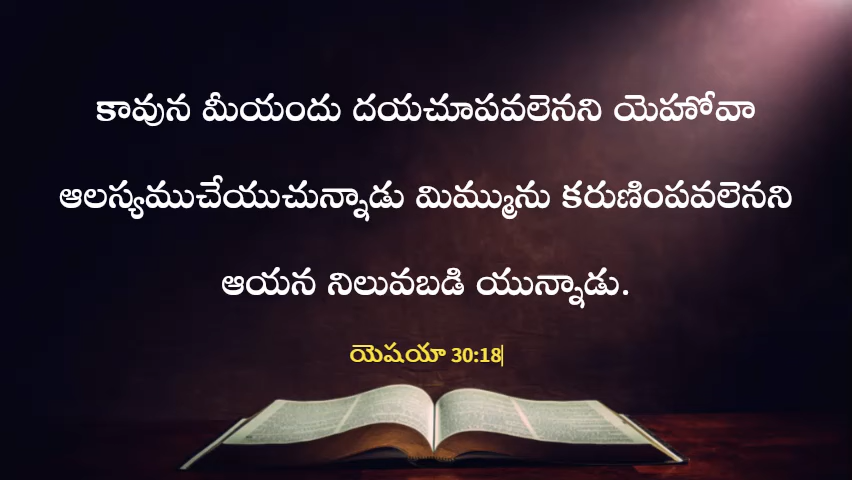 కావున మీయందు దయచూపవలెనని యెహోవా
ఆలస్యముచేయుచున్నాడు మిమ్మును కరుణింపవలెనని
ఆయన నిలువబడి యున్నాడు.
యెషయా 30:18